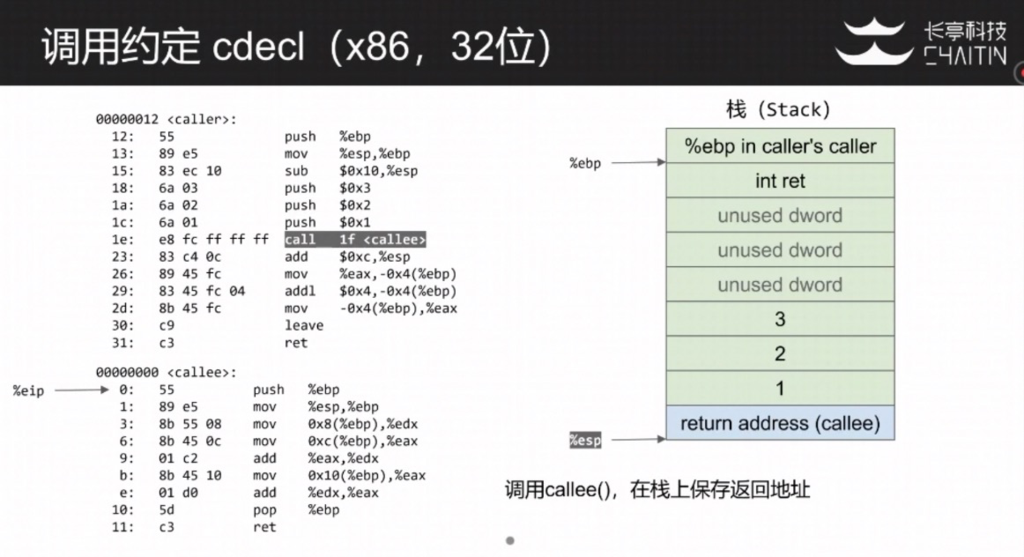 调用约定 cdecl（x86，32位）
长亭科技
CHAITIN
00000012 <caller>:
12: 55 push %ebp
13: 89 e5 mov %esp,%ebp
15: 83 ec 10 sub $0x10,%esp
18: 6a 03 push $0x3
1a: 6a 02 push $0x2
1c: 6a 01 push $0x1
1e: e8 fc ff ff ff call 1f <callee>
23: 83 c4 0c add $0xc,%esp
26: 89 45 fc mov %eax,-0x4(%ebp)
29: 83 45 fc 04 addl $0x4,-0x4(%ebp)
2d: 8b 45 fc mov -0x4(%ebp),%eax
30: c9 leave
31: c3 ret
00000000 <callee>:
%eip
0: 55 push %ebp
1: 89 e5 mov %esp,%ebp
3: 8b 55 08 mov 0x8(%ebp),%edx
6: 8b 45 0c mov 0xc(%ebp),%eax
9: 01 c2 add %eax,%edx
b: 8b 45 10 mov 0x10(%ebp),%eax
e: 01 d0 add %edx,%eax
10: 5d pop %ebp
11: c3 ret
栈（Stack）
%ebp in caller's caller
%ebp
int ret
unused dword
unused dword
unused dword
3
2
1
return address (callee)
%esp
调用callee()，在栈上保存返回地址